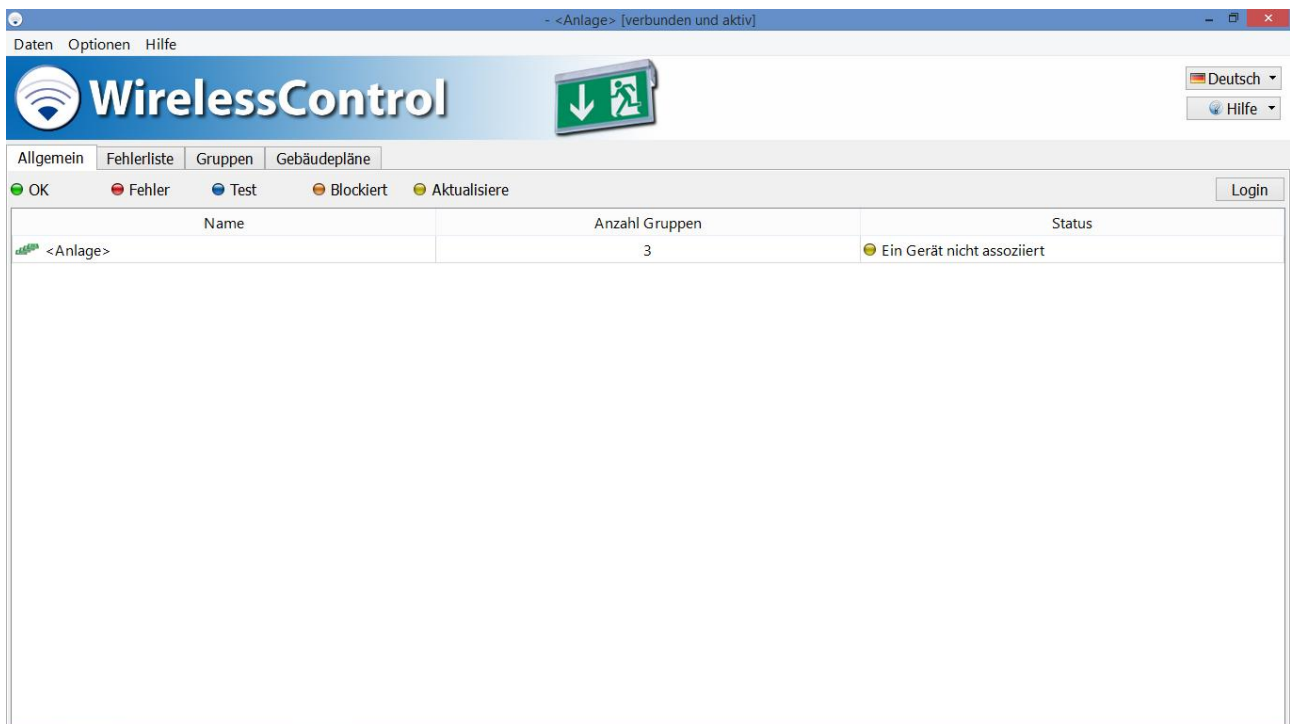 - <Anlage> [verbunden und aktiv]
Daten Optionen Hilfe
WirelessControl
Deutsch
Hilfe
Allgemein Fehlerliste Gruppen Gebäudepläne
OK Fehler Test Blockiert Aktualisiere Login
Name Anzahl Gruppen Status
<Anlage> 3 Ein Gerät nicht assoziiert